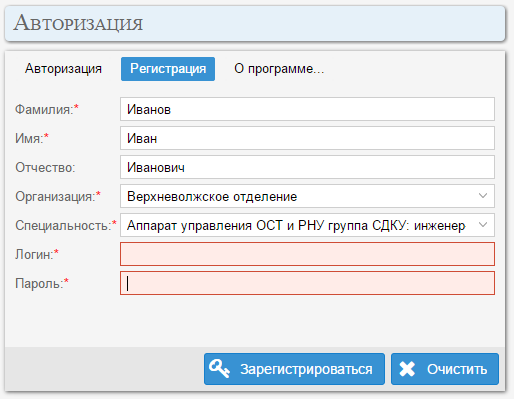 Авторизация
Авторизация Регистрация О программе...
Фамилия:* Иванов
Имя:* Иван
Отчество: Иванович
Организация:* Верхневолжское отделение
Специальность:* Аппарат управления ОСТ и РНУ группа СДКУ: инженер
Логин:*
Пароль:*
Зарегистрироваться Очистить